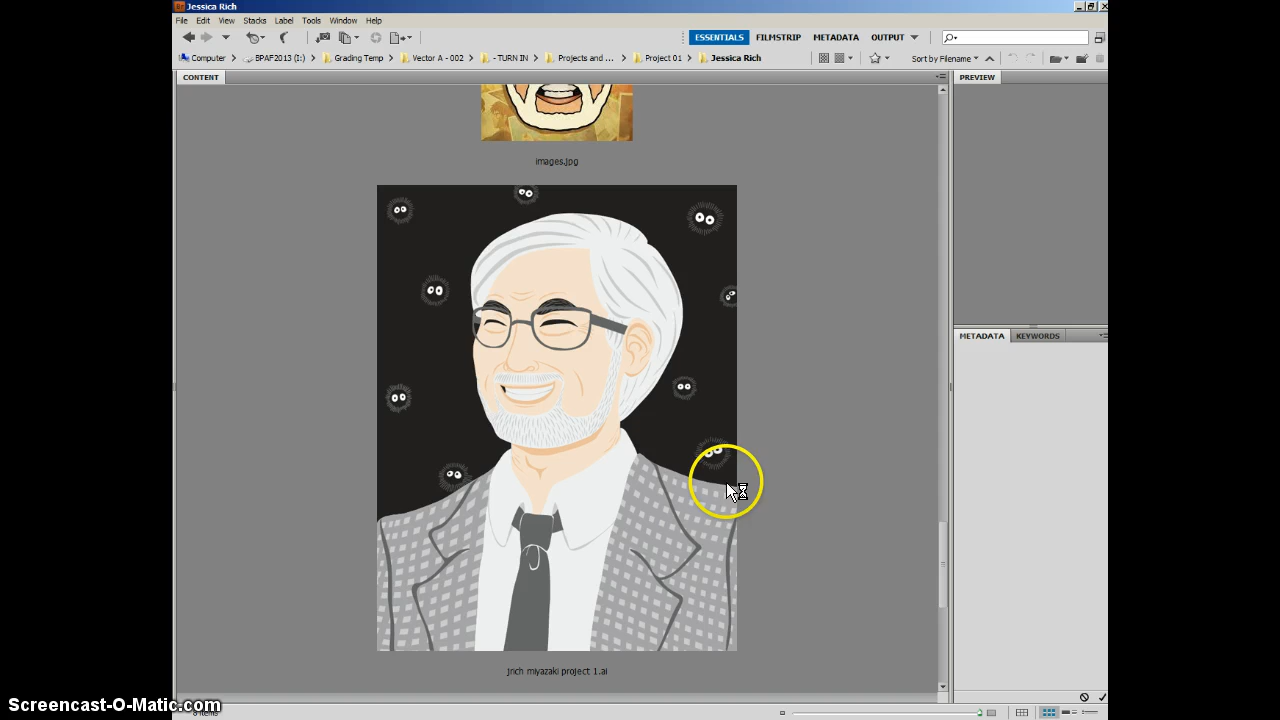 Br Jessica Rich
File Edit View Stacks Label Tools Window Help
ESSENTIALS FILMSTRIP METADATA OUTPUT
Computer BPAF2013 (I:) Grading Temp Vector A - 002 - TURN IN Projects and ... Project 01 Jessica Rich Sort by Filename
CONTENT
PREVIEW
images.jpg
METADATA KEYWORDS
jrich miyazaki project 1.ai
Screencast-O-Matic.com